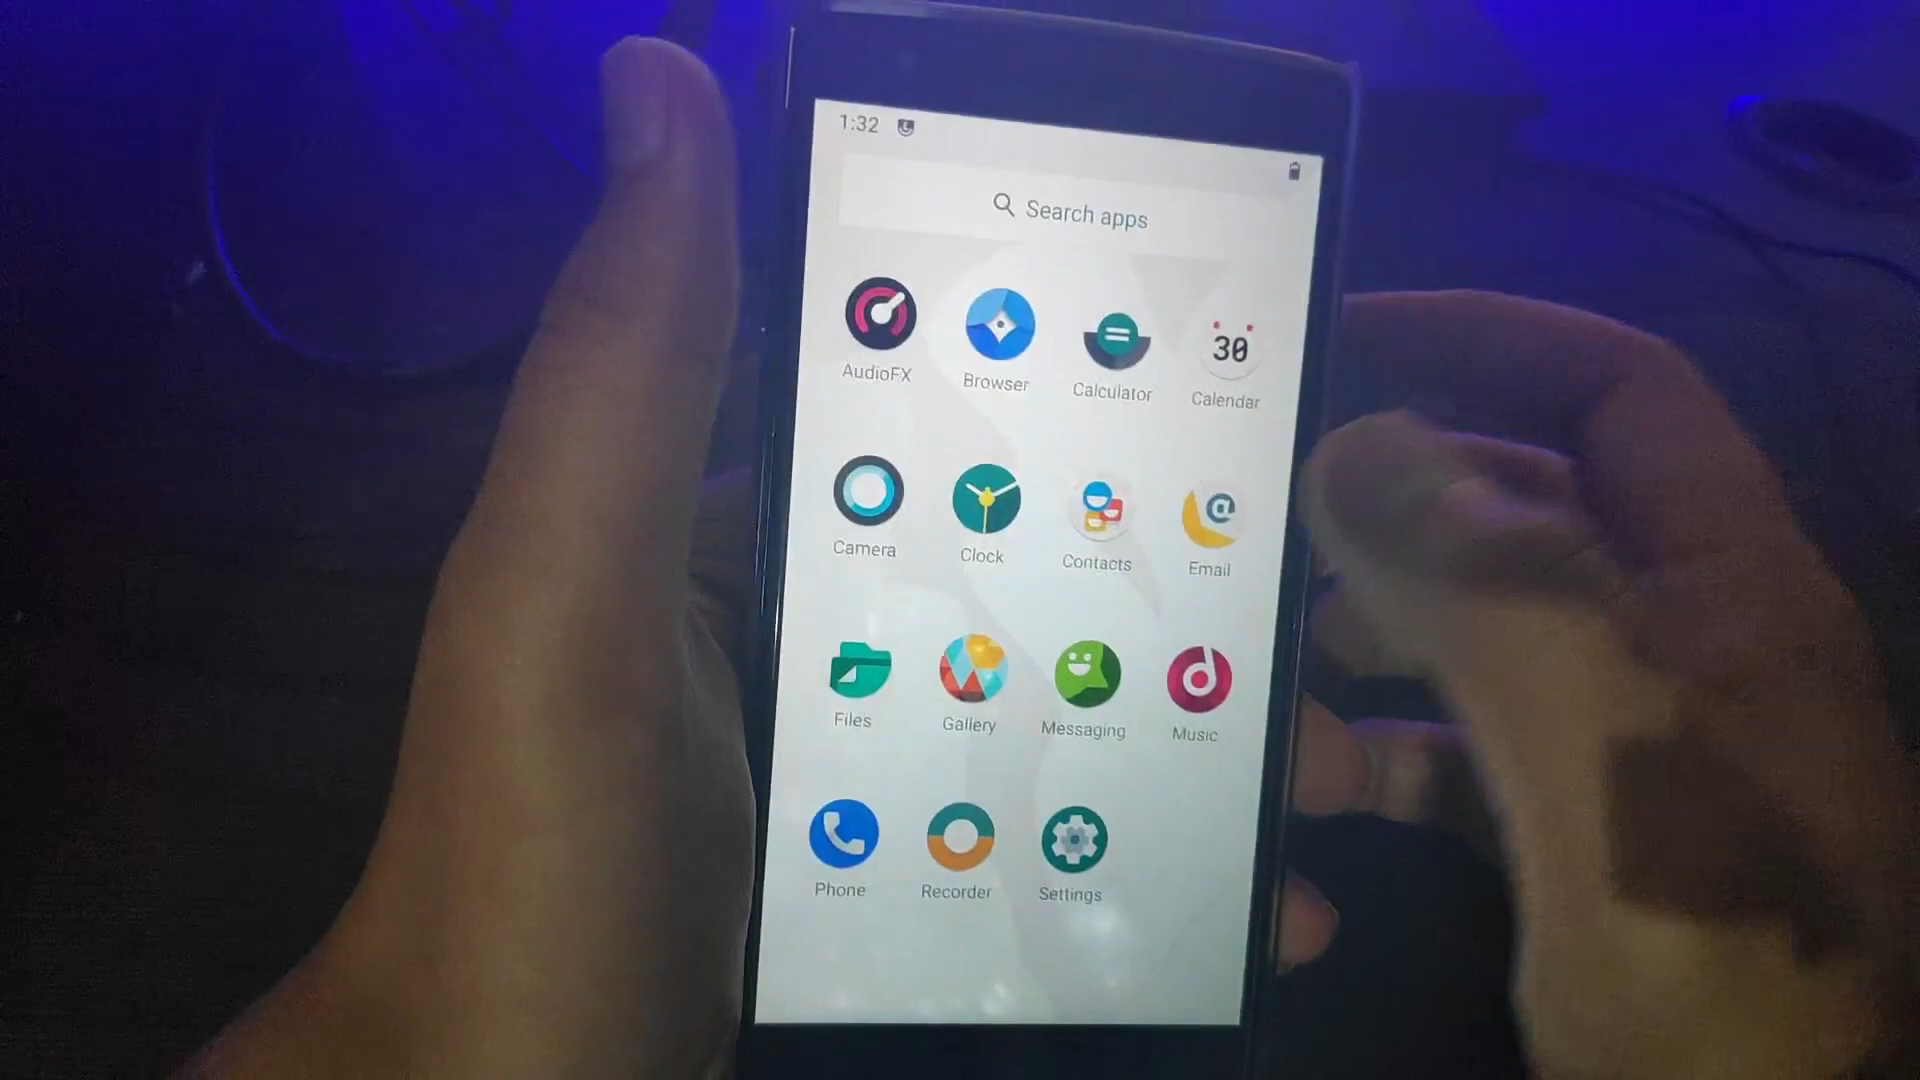 1:32
Search apps
AudioFX
Browser
Calculator
30
Calendar
Camera
Clock
Contacts
@
Email
Files
Gallery
Messaging
Music
Phone
Recorder
Settings